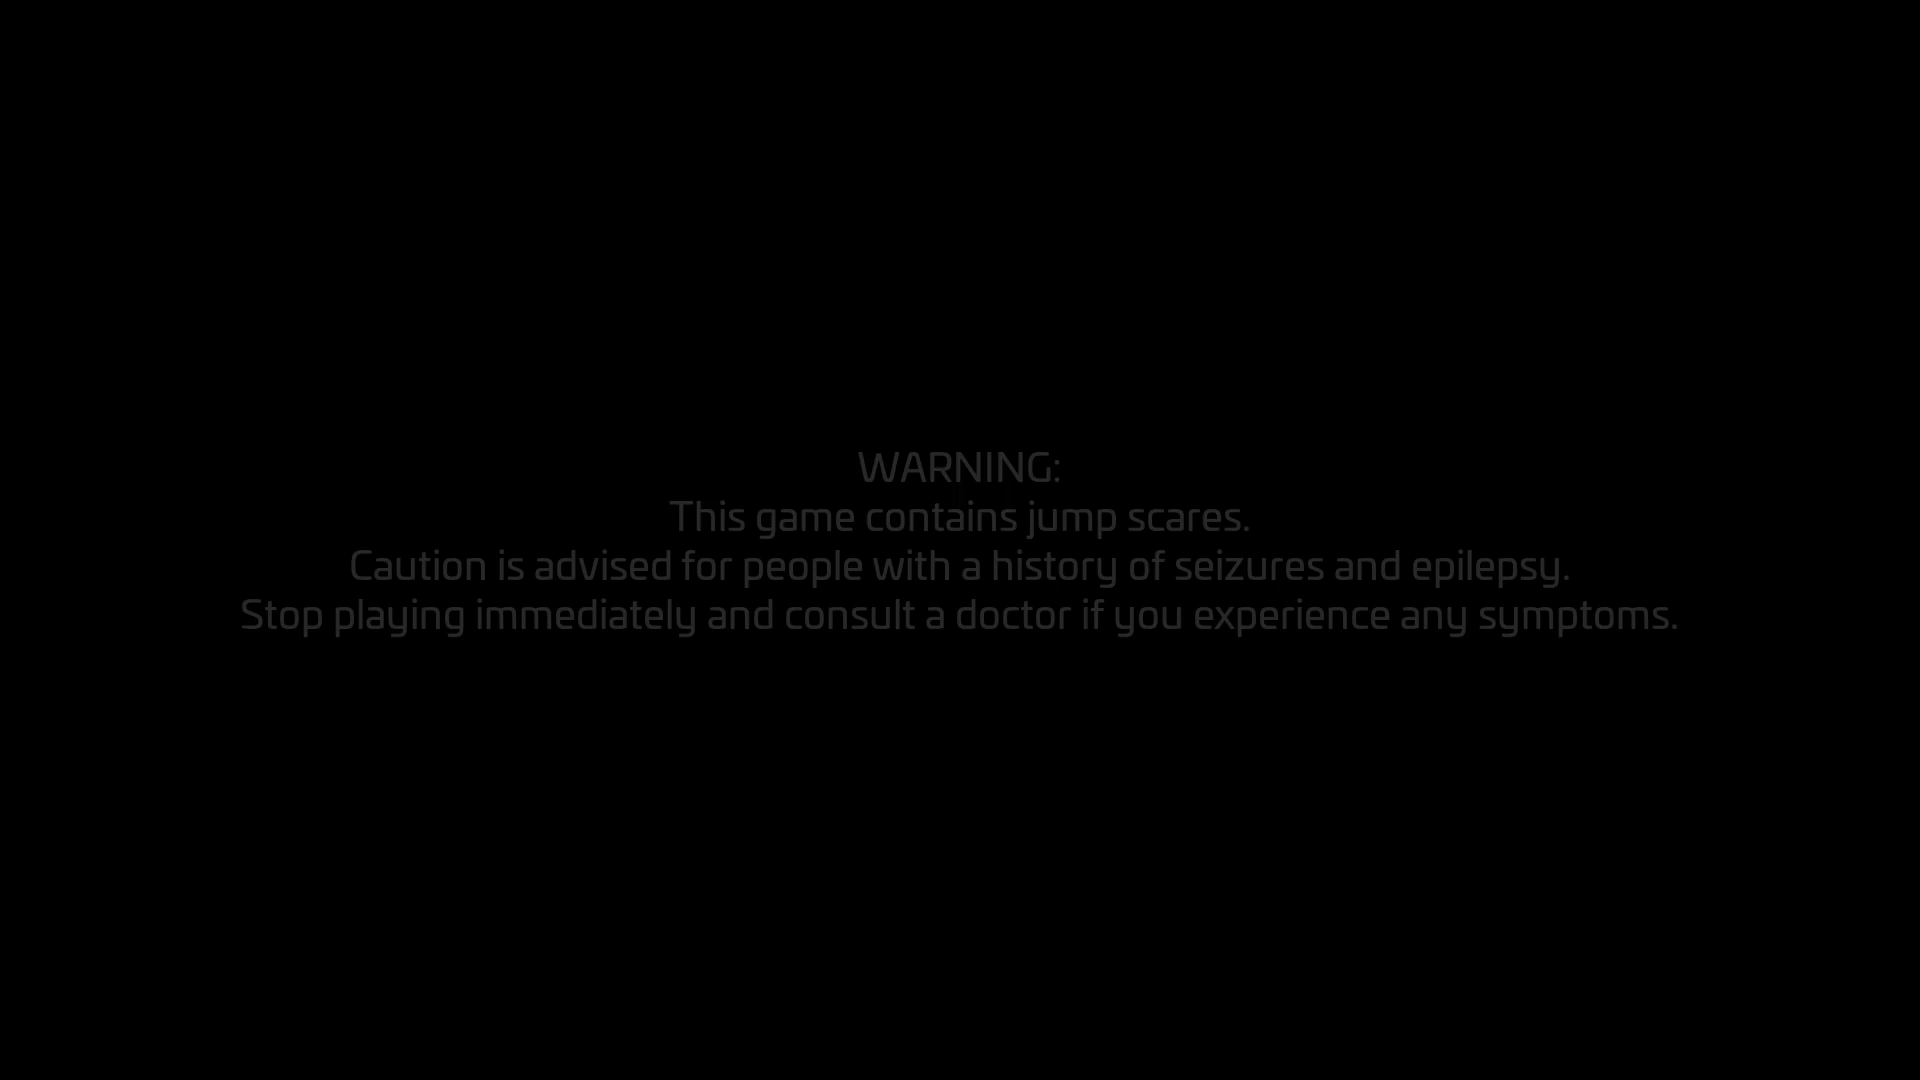 WARNING:
This game contains jump scares.
Caution is advised for people with a history of seizures and epilepsy.
Stop playing immediately and consult a doctor if you experience any symptoms.